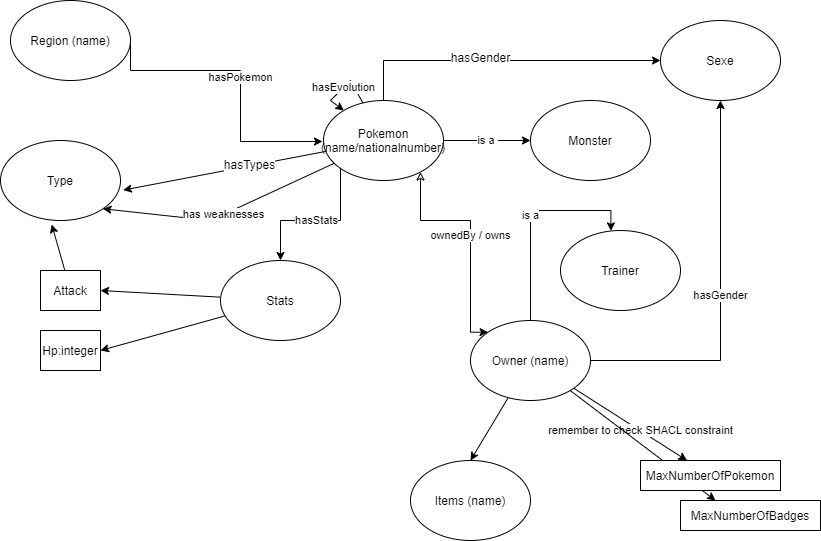 Region (name)
hasPokemon
hasEvolution
hasGender
Sexe
Pokemon
(name/nationalnumber)
is a
Monster
Type
hasTypes
has weaknesses
hasStats
ownedBy / owns
is a
Trainer
hasGender
Attack
Stats
Hp:integer
Owner (name)
remember to check SHACL constraint
MaxNumberOfPokemon
Items (name)
MaxNumberOfBadges